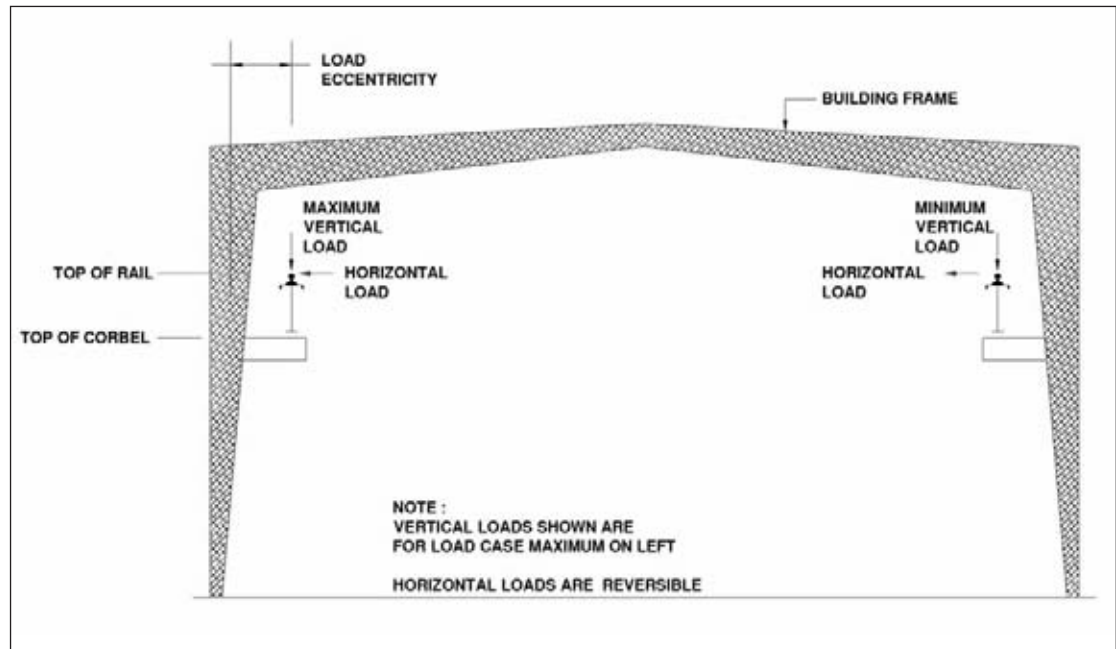 LOAD
ECCENTRICITY
BUILDING FRAME
MAXIMUM
VERTICAL
LOAD
MINIMUM
VERTICAL
LOAD
TOP OF RAIL
HORIZONTAL
LOAD
HORIZONTAL
LOAD
TOP OF CORBEL
NOTE :
VERTICAL LOADS SHOWN ARE
FOR LOAD CASE MAXIMUM ON LEFT
HORIZONTAL LOADS ARE REVERSIBLE